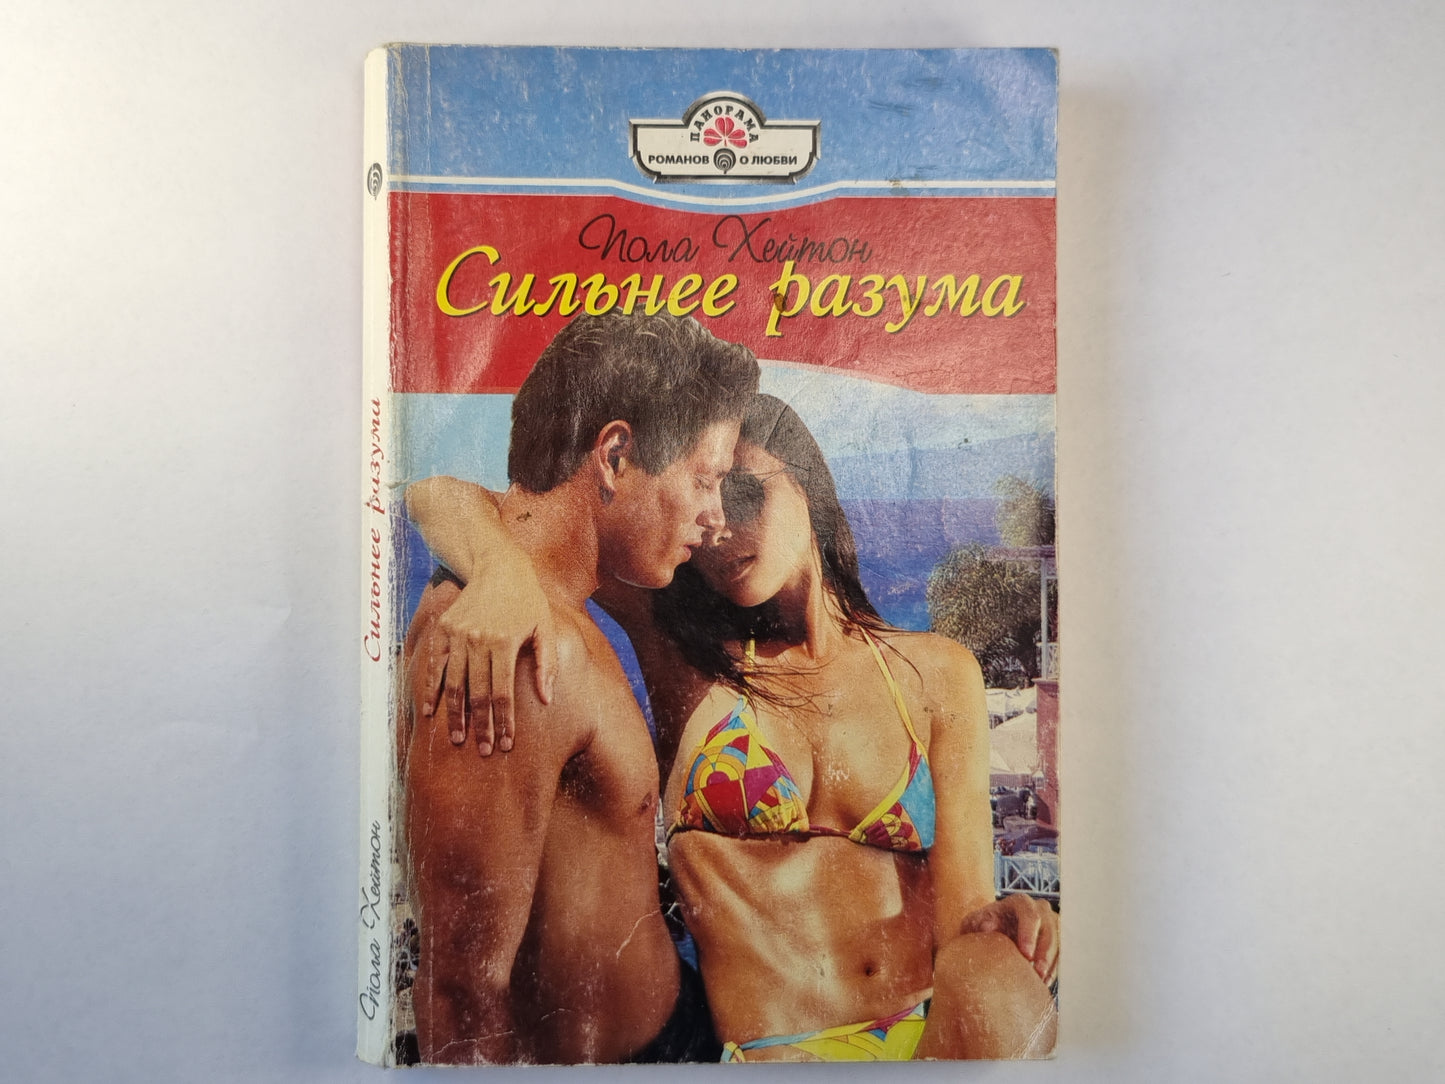 ПАНОРАМА
РОМАНОВ О ЛЮБВИ
Пола Хейтон
Сильнее разума
Пола Хейтон
Сильнее разума